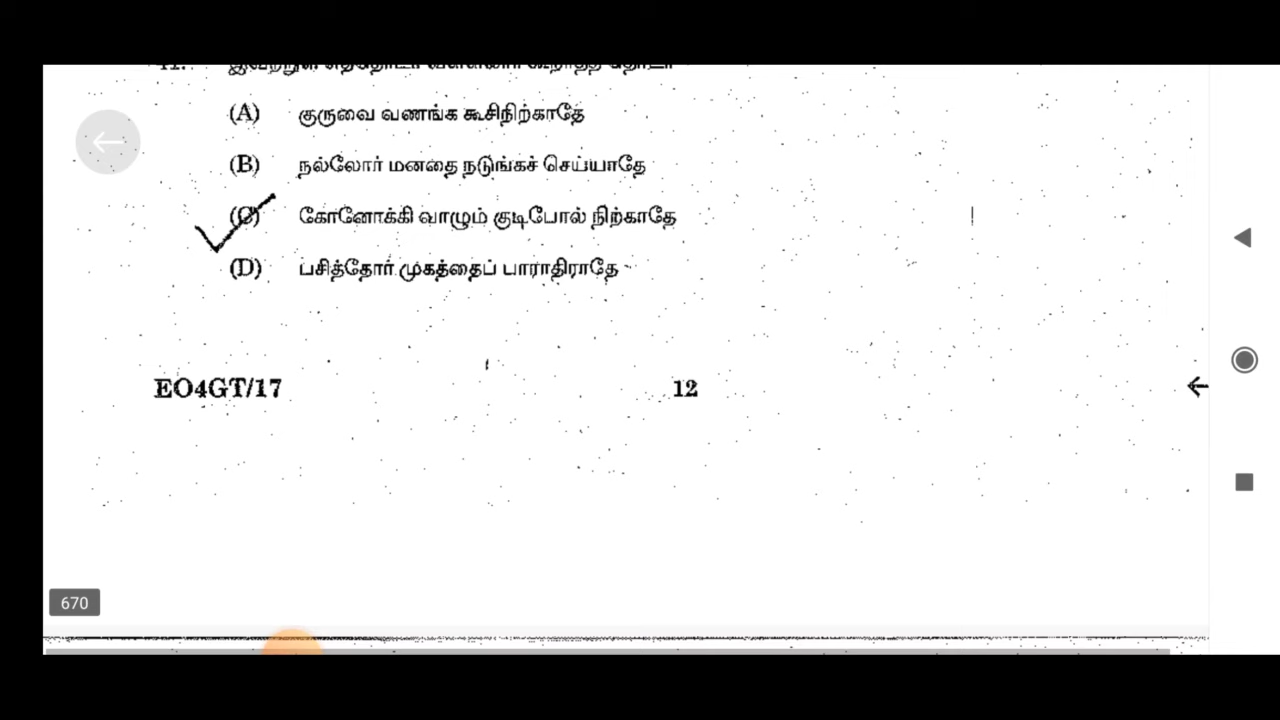 (A) குருவை வணங்க கூசிநிற்காதே
(B) நல்லோர் மனதை நடுங்கச் செய்யாதே
(C) கோனோக்கி வாழும் குடிபோல் நிற்காதே
(D) பசித்தோர் முகத்தைப் பாராதிராதே
EO4GT/17 12
670